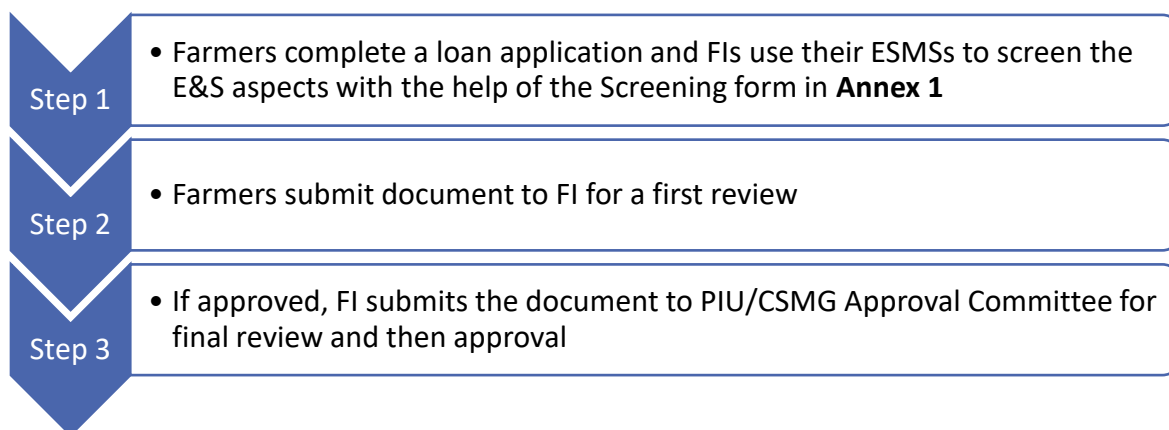 Step 1
• Farmers complete a loan application and FIs use their ESMSs to screen the
E&S aspects with the help of the Screening form in Annex 1
Step 2
• Farmers submit document to FI for a first review
Step 3
• If approved, FI submits the document to PIU/CSMG Approval Committee for
final review and then approval